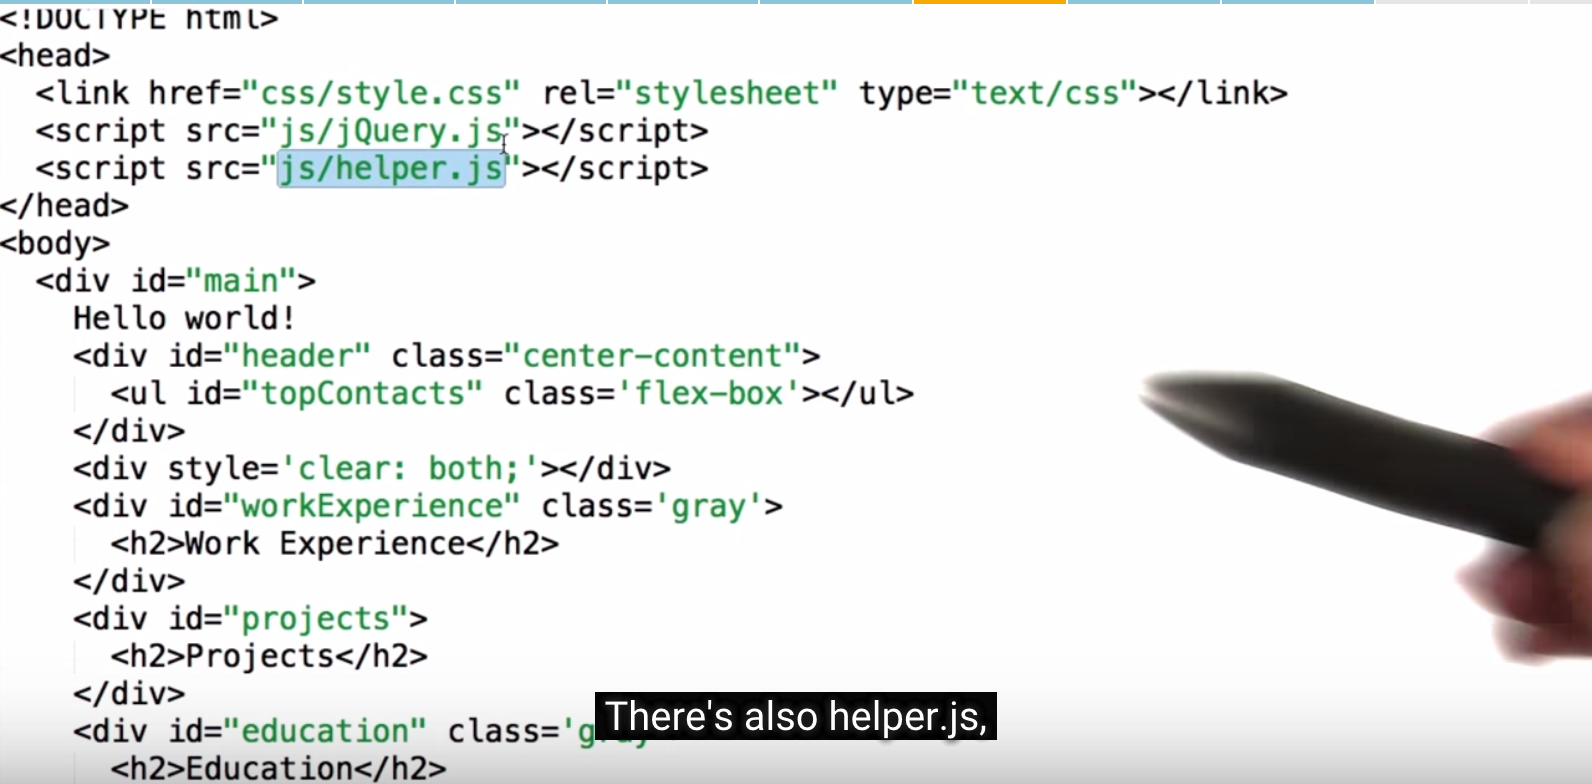 <!DOCTYPE html>
<head>
<link href="css/style.css" rel="stylesheet" type="text/css"></link>
<script src="js/jQuery.js"></script>
<script src="js/helper.js"></script>
</head>
<body>
<div id="main">
Hello world!
<div id="header" class="center-content">
<ul id="topContacts" class='flex-box'></ul>
</div>
<div style='clear: both;'></div>
<div id="workExperience" class='gray'>
<h2>Work Experience</h2>
</div>
<div id="projects">
<h2>Projects</h2>
</div>
<div id="education" class='gray
There's also helper.js,
<h2>Education</h2>